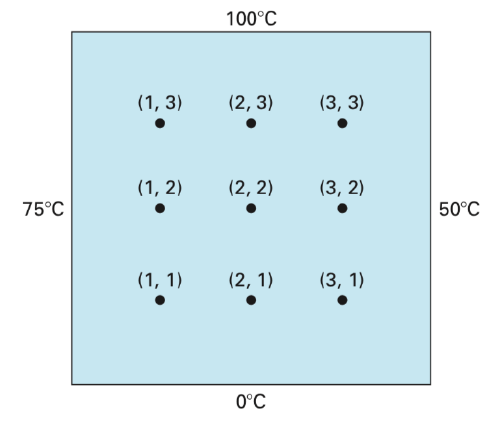 100°C
(1, 3) (2, 3) (3, 3)
(1, 2) (2, 2) (3, 2)
75°C
50°C
(1, 1) (2, 1) (3, 1)
0°C